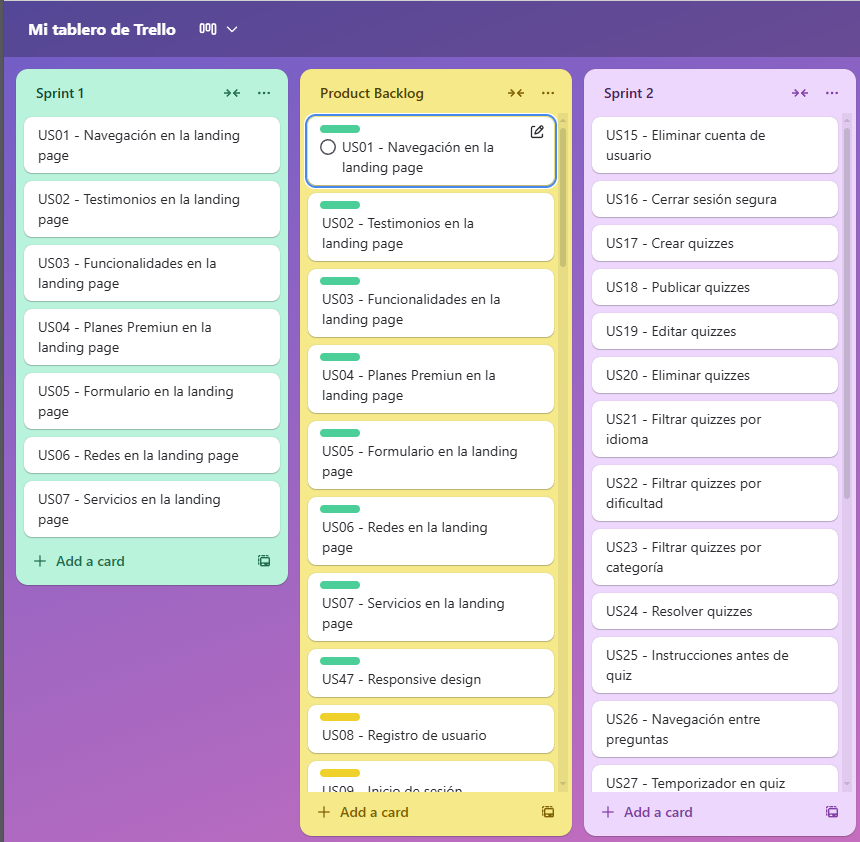 Mi tablero de Trello
Sprint 1
US01 - Navegación en la landing
page
US02 - Testimonios en la landing
page
US03 - Funcionalidades en la
landing page
US04 - Planes Premiun en la
landing page
US05 - Formulario en la landing
page
US06 - Redes en la landing page
US07 - Servicios en la landing
page
Add a card
Product Backlog
US01 - Navegación en la
landing page
US02 - Testimonios en la
landing page
US03 - Funcionalidades en la
landing page
US04 - Planes Premiun en la
landing page
US05 - Formulario en la landing
page
US06 - Redes en la landing
page
US07 - Servicios en la landing
page
US47 - Responsive design
US08 - Registro de usuario
US09 - Inicio de sesión
Add a card
Sprint 2
US15 - Eliminar cuenta de
usuario
US16 - Cerrar sesión segura
US17 - Crear quizzes
US18 - Publicar quizzes
US19 - Editar quizzes
US20 - Eliminar quizzes
US21 - Filtrar quizzes por
idioma
US22 - Filtrar quizzes por
dificultad
US23 - Filtrar quizzes por
categoría
US24 - Resolver quizzes
US25 - Instrucciones antes de
quiz
US26 - Navegación entre
preguntas
US27 - Temporizador en quiz
Add a card